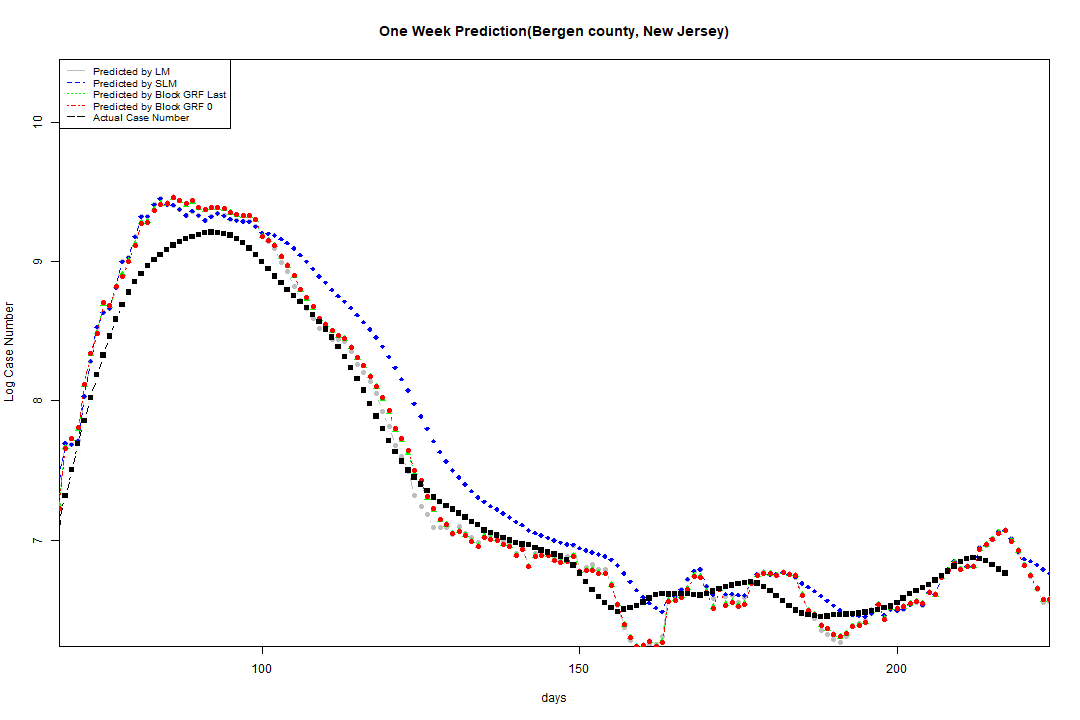 One Week Prediction(Bergen county, New Jersey)
Predicted by LM
Predicted by SLM
Predicted by Block GRF Last
Predicted by Block GRF 0
Actual Case Number
10
9
8
7
Log Case Number
100
150
200
days